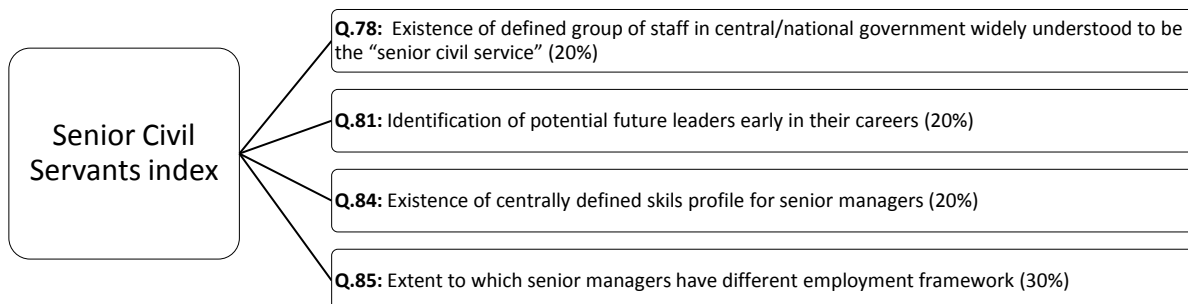 Senior Civil
Servants index
Q.78: Existence of defined group of staff in central/national government widely understood to be
the “senior civil service” (20%)
Q.81: Identification of potential future leaders early in their careers (20%)
Q.84: Existence of centrally defined skils profile for senior managers (20%)
Q.85: Extent to which senior managers have different employment framework (30%)